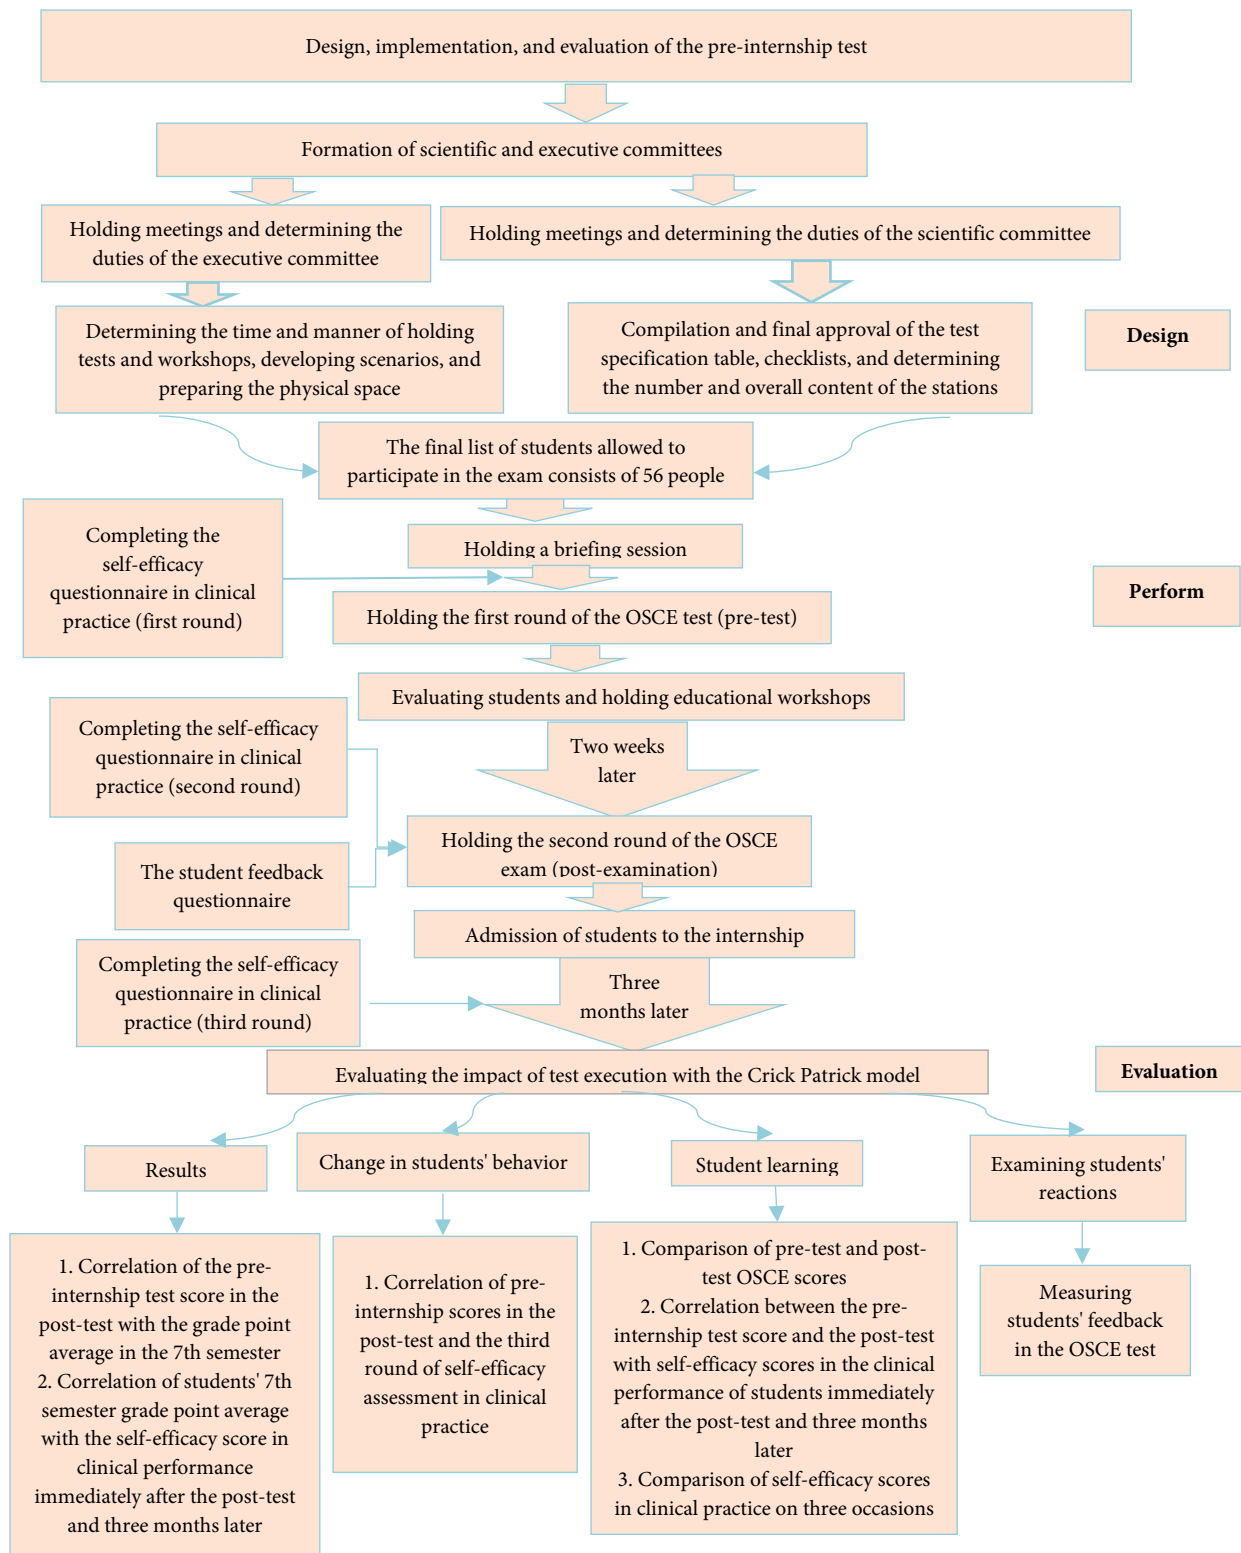 Design, implementation, and evaluation of the pre-internship test
Formation of scientific and executive committees
Holding meetings and determining the
duties of the executive committee
Holding meetings and determining the duties of the scientific committee
Determining the time and manner of holding
tests and workshops, developing scenarios, and
preparing the physical space
Compilation and final approval of the test
specification table, checklists, and determining
the number and overall content of the stations
Design
The final list of students allowed to
participate in the exam consists of 56 people
Completing the
self-efficacy
questionnaire in clinical
practice (first round)
Holding a briefing session
Perform
Holding the first round of the OSCE test (pre-test)
Evaluating students and holding educational workshops
Completing the self-efficacy
questionnaire in clinical
practice (second round)
Two weeks
later
Holding the second round of the OSCE
exam (post-examination)
The student feedback
questionnaire
Admission of students to the internship
Completing the self-efficacy
questionnaire in clinical
practice (third round)
Three
months later
Evaluating the impact of test execution with the Crick Patrick model
Evaluation
Results
Change in students' behavior
Student learning
Examining students'
reactions
1. Correlation of the pre-
internship test score in the
post-test with the grade point
average in the 7th semester
2. Correlation of students' 7th
semester grade point average
with the self-efficacy score in
clinical performance
immediately after the post-test
and three months later
1. Correlation of pre-
internship scores in the
post-test and the third
round of self-efficacy
assessment in clinical
practice
1. Comparison of pre-test and post-
test OSCE scores
2. Correlation between the pre-
internship test score and the post-test
with self-efficacy scores in the clinical
performance of students immediately
after the post-test and three months
later
3. Comparison of self-efficacy scores
in clinical practice on three occasions
Measuring
students' feedback
in the OSCE test